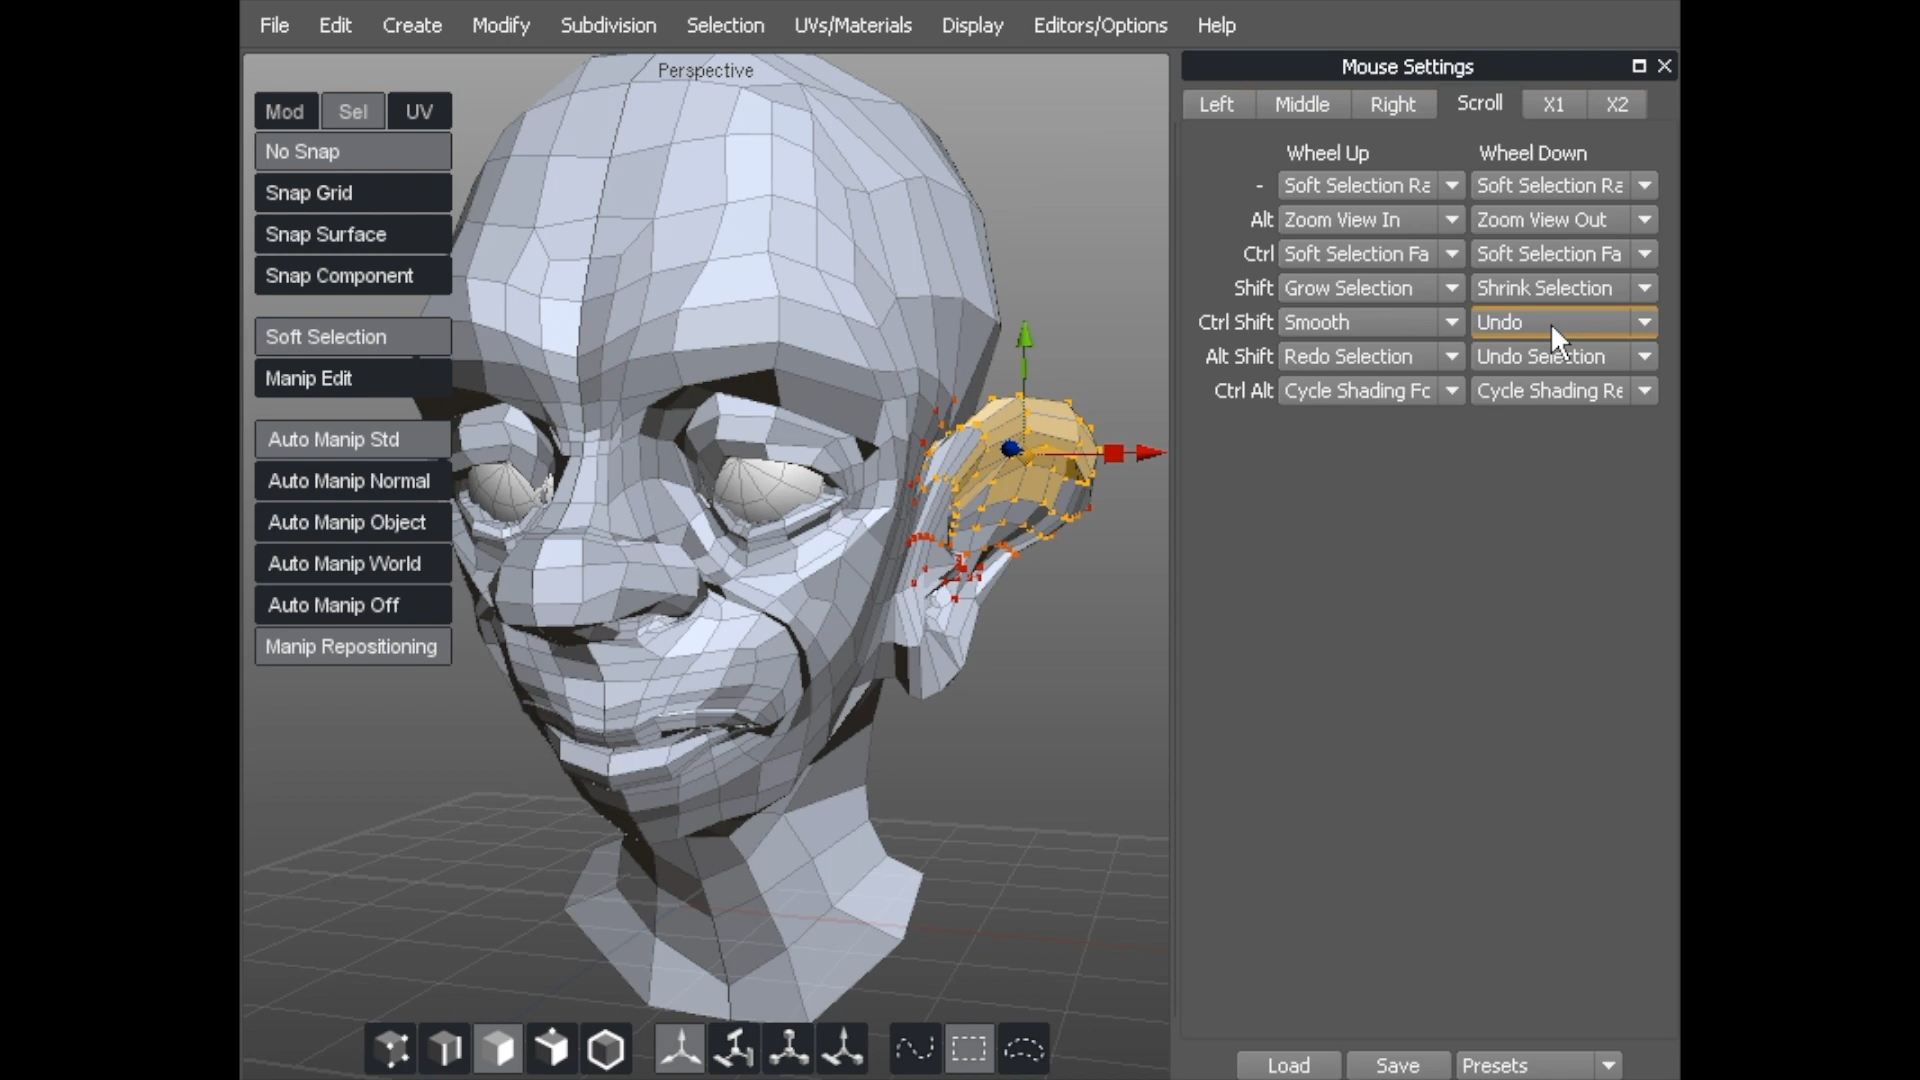 File Edit Create Modify Subdivision Selection UVs/Materials Display Editors/Options Help
Perspective
Mod Sel UV
No Snap
Snap Grid
Snap Surface
Snap Component
Soft Selection
Manip Edit
Auto Manip Std
Auto Manip Normal
Auto Manip Object
Auto Manip World
Auto Manip Off
Manip Repositioning
Mouse Settings
Left Middle Right Scroll X1 X2
Wheel Up Wheel Down
- Soft Selection Ra Soft Selection Ra
Alt Zoom View In Zoom View Out
Ctrl Soft Selection Fa Soft Selection Fa
Shift Grow Selection Shrink Selection
Ctrl Shift Smooth Undo
Alt Shift Redo Selection Undo Selection
Ctrl Alt Cycle Shading Fo Cycle Shading Re
Load Save Presets